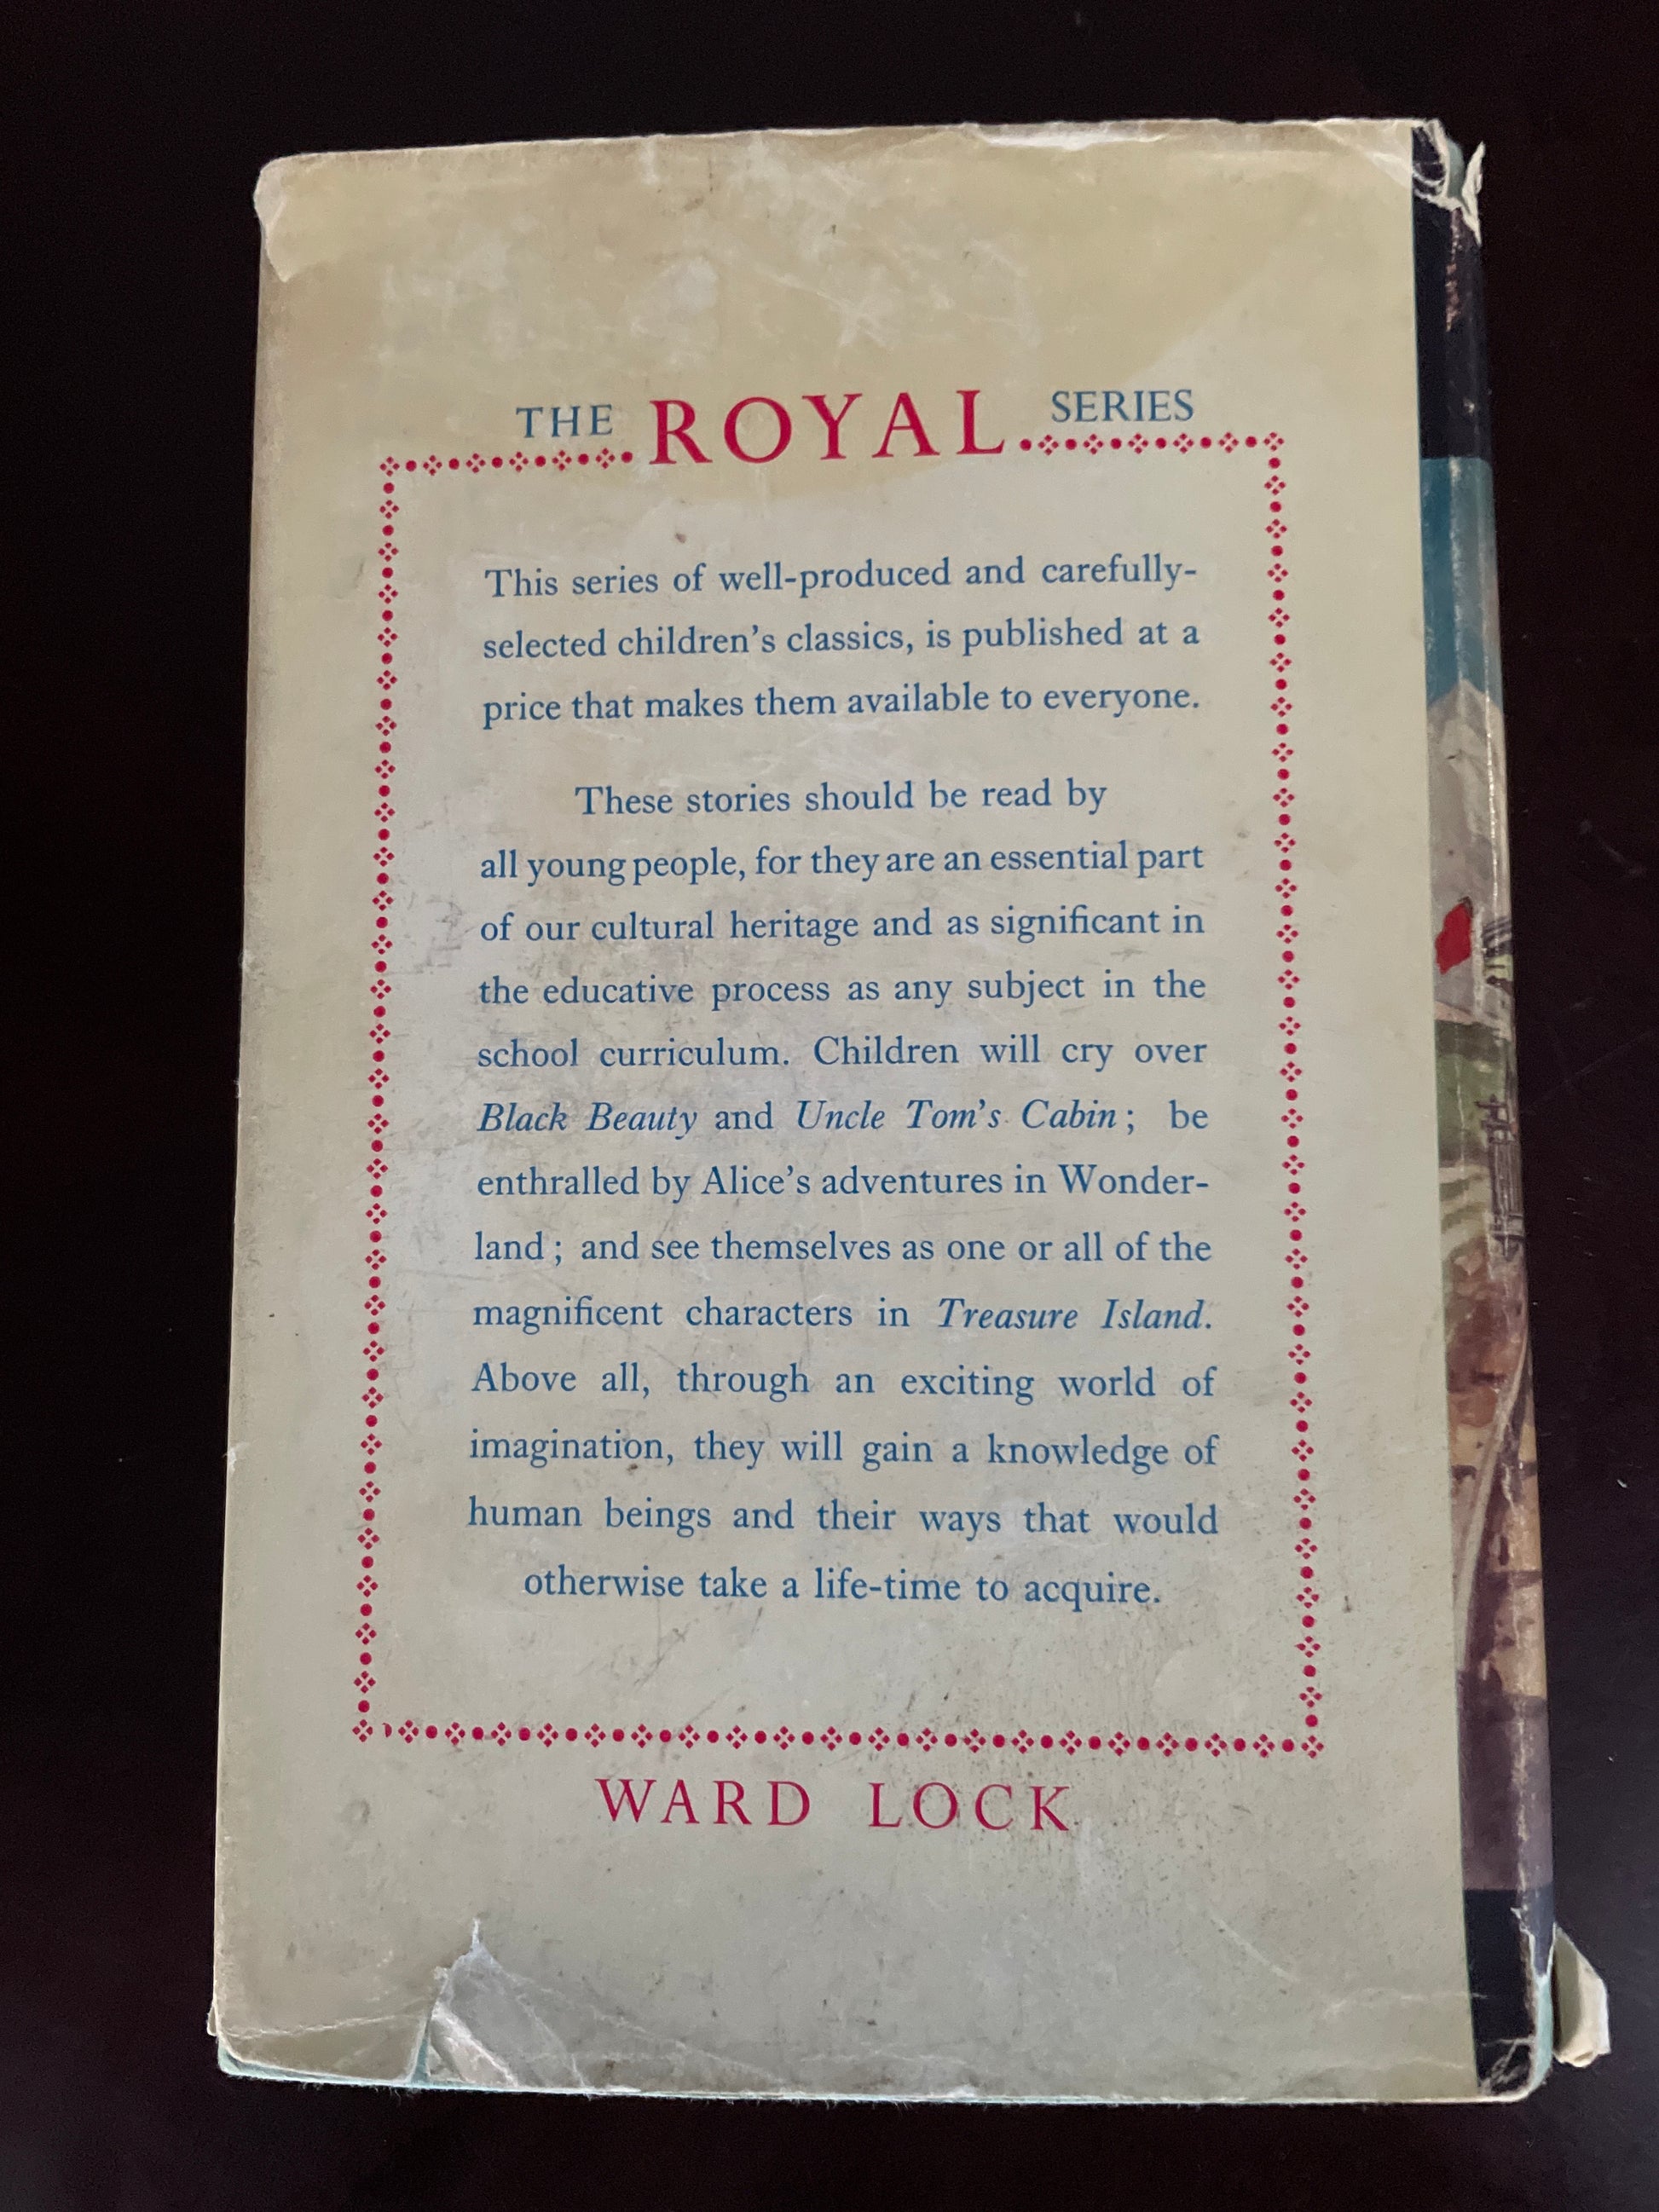 THE ROYAL SERIES
This series of well-produced and carefully-
selected children's classics, is published at a
price that makes them available to everyone.
These stories should be read by
all young people, for they are an essential part
of our cultural heritage and as significant in
the educative process as any subject in the
school curriculum. Children will cry over
Black Beauty and Uncle Tom's Cabin; be
enthralled by Alice's adventures in Wonder-
land; and see themselves as one or all of the
magnificent characters in Treasure Island.
Above all, through an exciting world of
imagination, they will gain a knowledge of
human beings and their ways that would
otherwise take a life-time to acquire.
WARD LOCK